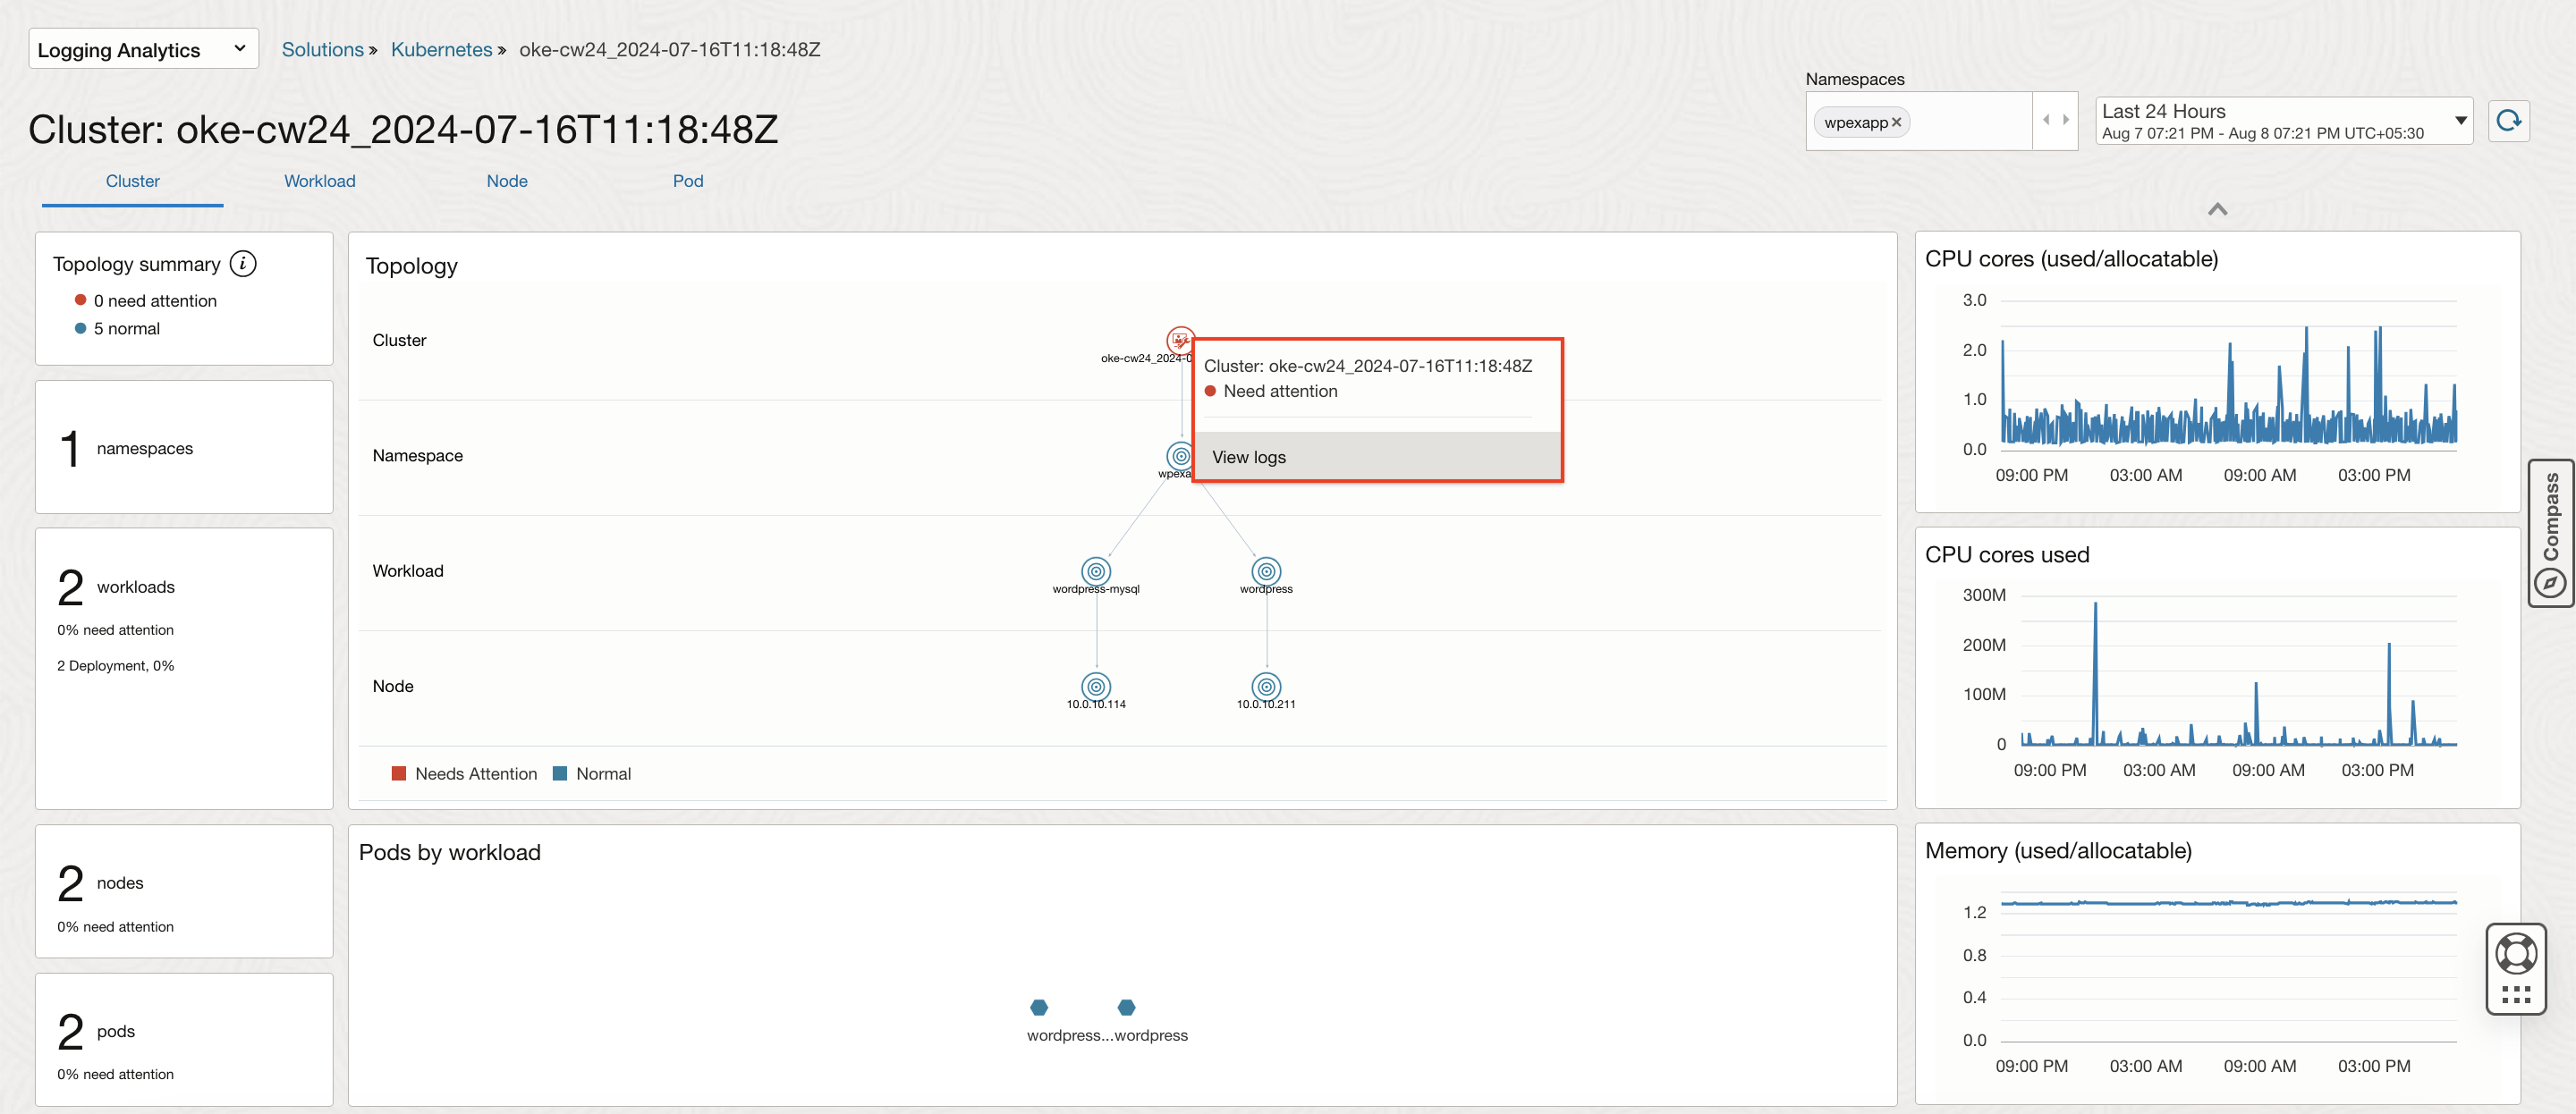 Logging Analytics
Solutions » Kubernetes » oke-cw24_2024-07-16T11:18:48Z
Namespaces
wpexapp ×
Last 24 Hours
Aug 7 07:21 PM - Aug 8 07:21 PM UTC+05:30
Cluster: oke-cw24_2024-07-16T11:18:48Z
Cluster
Workload
Node
Pod
Topology summary
0 need attention
5 normal
1 namespaces
2 workloads
0% need attention
2 Deployment, 0%
2 nodes
0% need attention
2 pods
0% need attention
Topology
Cluster
oke-cw24_2024-0
Cluster: oke-cw24_2024-07-16T11:18:48Z
Need attention
View logs
Namespace
wpexa
Workload
wordpress-mysql
wordpress
Node
10.0.10.114
10.0.10.211
Needs Attention
Normal
Pods by workload
wordpress...
wordpress
CPU cores (used/allocatable)
3.0
2.0
1.0
0.0
09:00 PM
03:00 AM
09:00 AM
03:00 PM
CPU cores used
300M
200M
100M
0
09:00 PM
03:00 AM
09:00 AM
03:00 PM
Memory (used/allocatable)
1.2
0.8
0.4
0.0
09:00 PM
03:00 AM
09:00 AM
03:00 PM
Compass